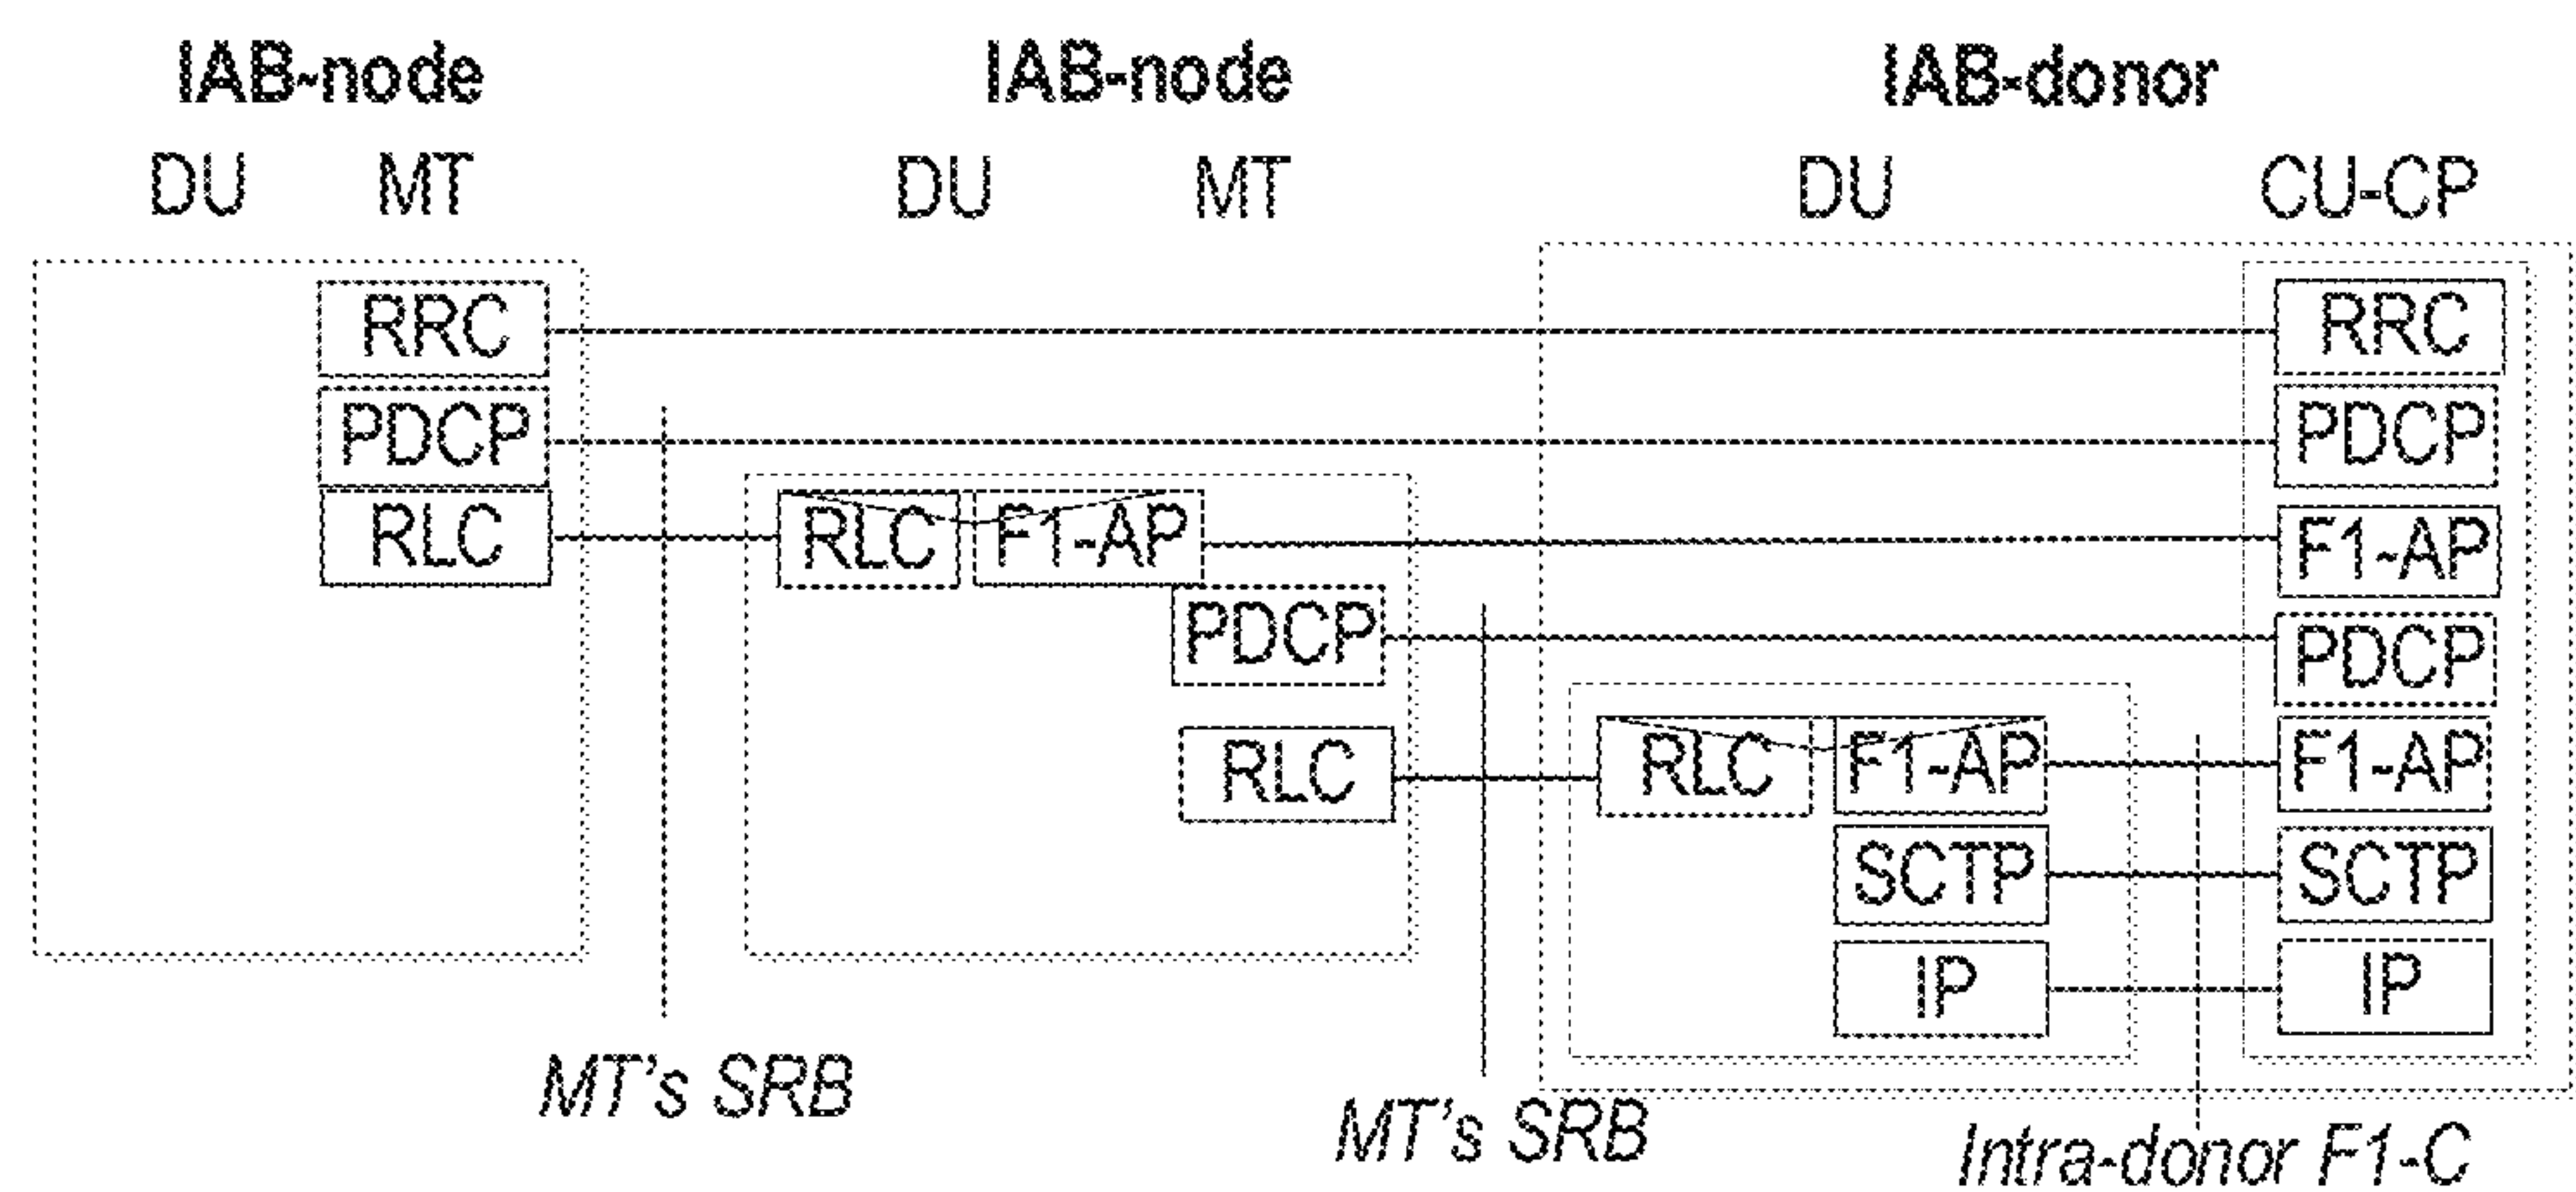 IAB-node IAB-node IAB-donor
DU MT DU MT DU CU-CP
RRC RRC
PDCP PDCP
RLC RLC F1-AP F1-AP
PDCP PDCP
RLC RLC F1-AP F1-AP
SCTP SCTP
IP IP
MT's SRB
MT's SRB
Intra-donor F1-C